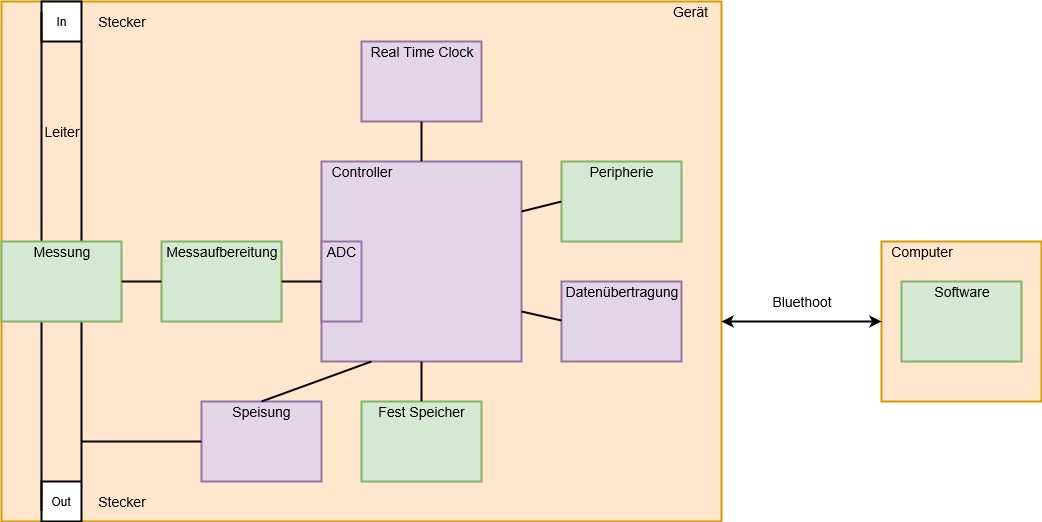 In
Stecker
Gerät
Real Time Clock
Leiter
Controller
Peripherie
Messung
Messaufbereitung
ADC
Computer
Datenübertragung
Bluethoot
Software
Speisung
Fest Speicher
Out
Stecker